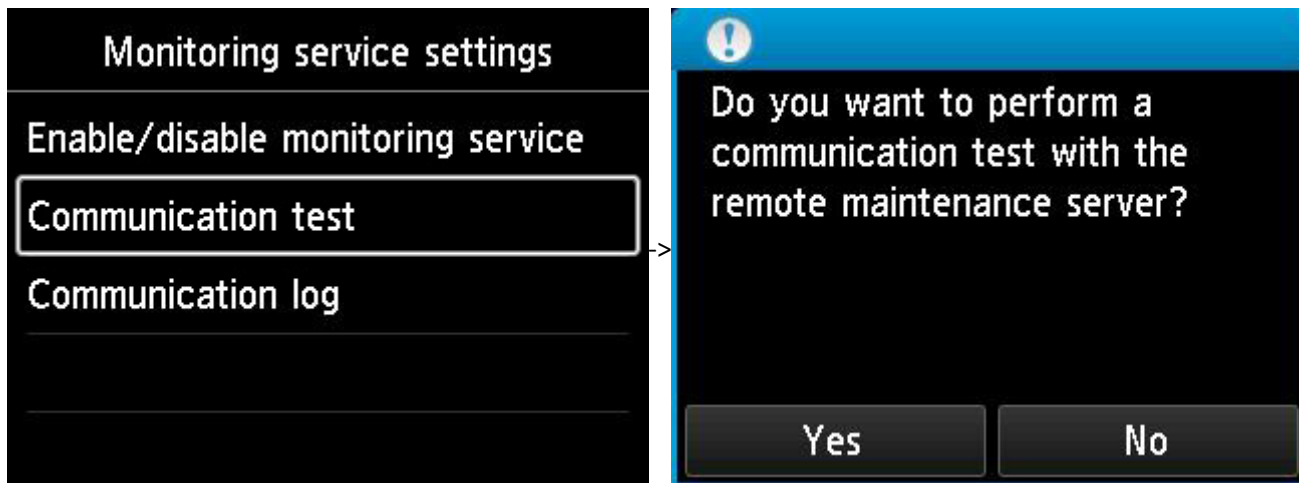 Monitoring service settings
Enable/disable monitoring service
Communication test
Communication log
->
!
Do you want to perform a
communication test with the
remote maintenance server?
Yes
No